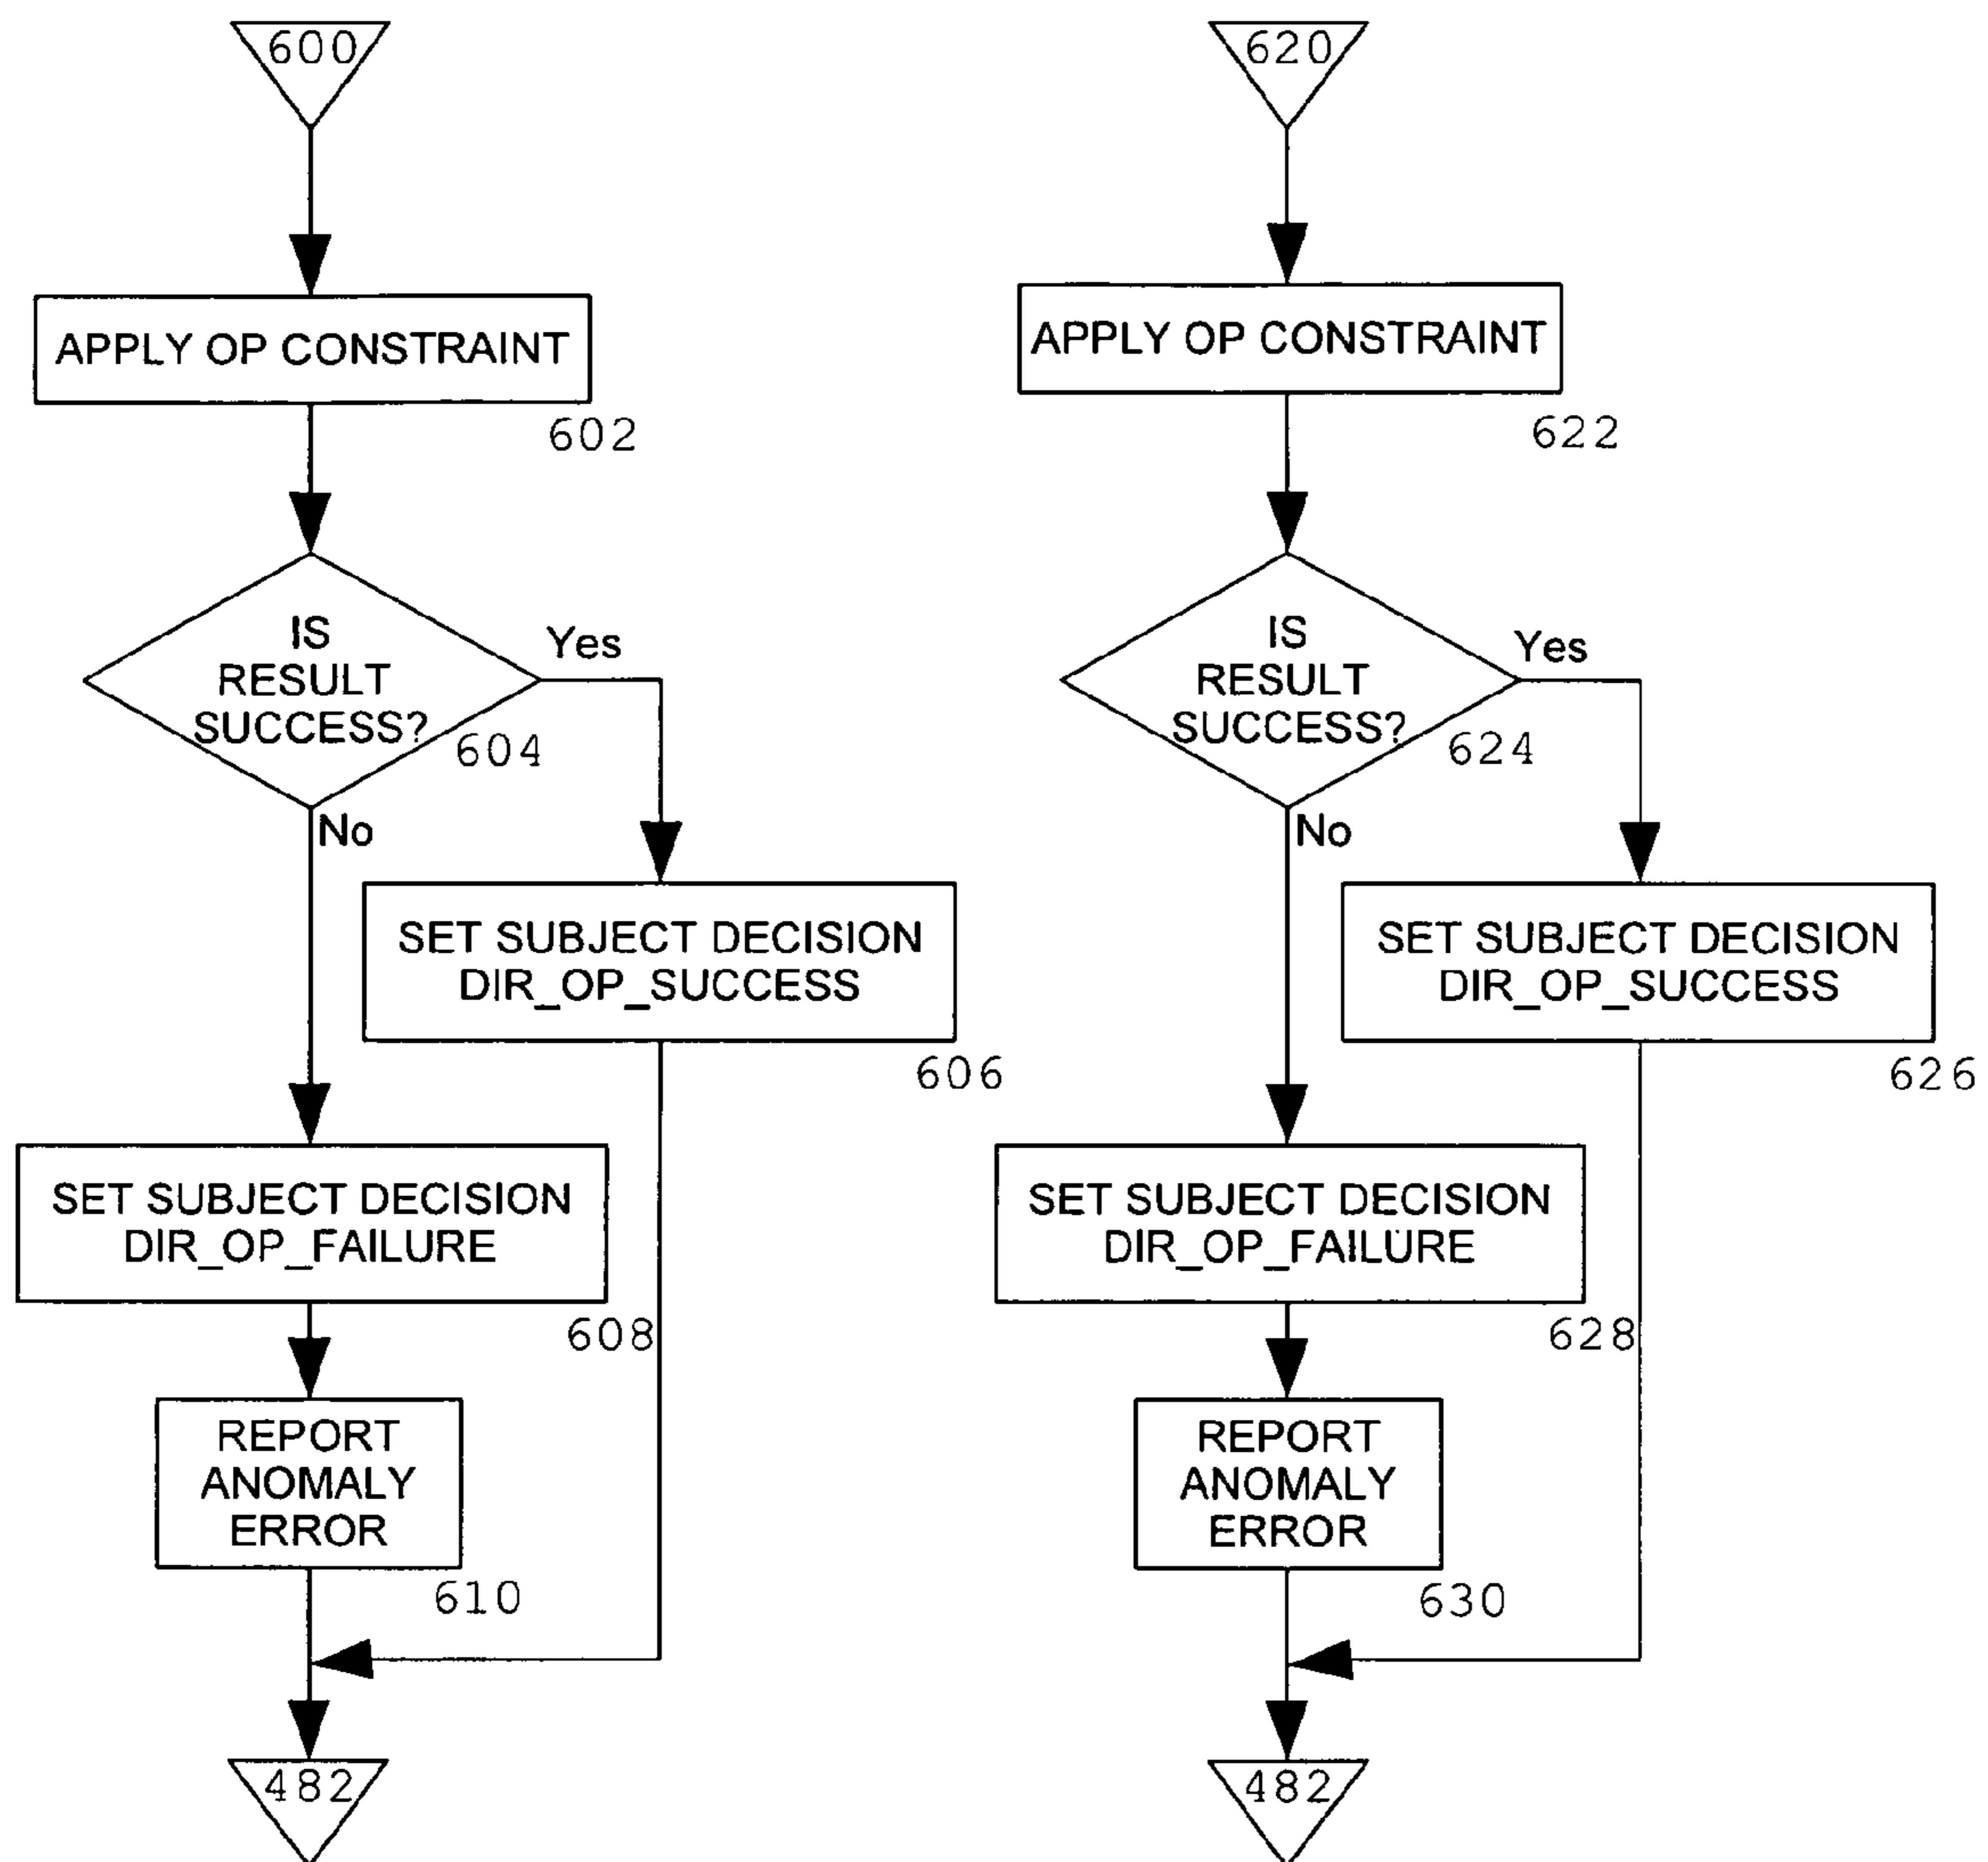 600
APPLY OP CONSTRAINT
602
IS
RESULT
SUCCESS?
604
Yes
No
SET SUBJECT DECISION
DIR_OP_SUCCESS
606
SET SUBJECT DECISION
DIR_OP_FAILURE
608
REPORT
ANOMALY
ERROR
610
482
620
APPLY OP CONSTRAINT
622
IS
RESULT
SUCCESS?
624
Yes
No
SET SUBJECT DECISION
DIR_OP_SUCCESS
626
SET SUBJECT DECISION
DIR_OP_FAILURE
628
REPORT
ANOMALY
ERROR
630
482